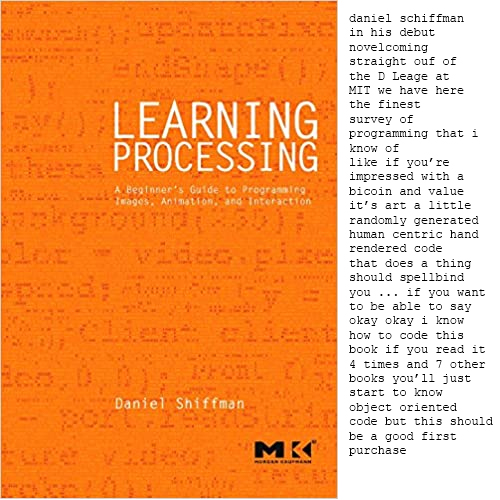 updatePixel
endShape()
LEARNING
PROCESSING
A Beginner's Guide to Programming
Images, Animation, and Interaction
Daniel Shiffman
MK
MORGAN KAUFMANN
daniel schiffman
in his debut
novelcoming
straight ouf of
the D Leage at
MIT we have here
the finest
survey of
programming that i
know of
like if you're
impressed with a
bicoin and value
it's art a little
randomly generated
human centric hand
rendered code
that does a thing
should spellbind
you ... if you want
to be able to say
okay okay i know
how to code this
book if you read it
4 times and 7 other
books you'll just
start to know
object oriented
code but this should
be a good first
purchase